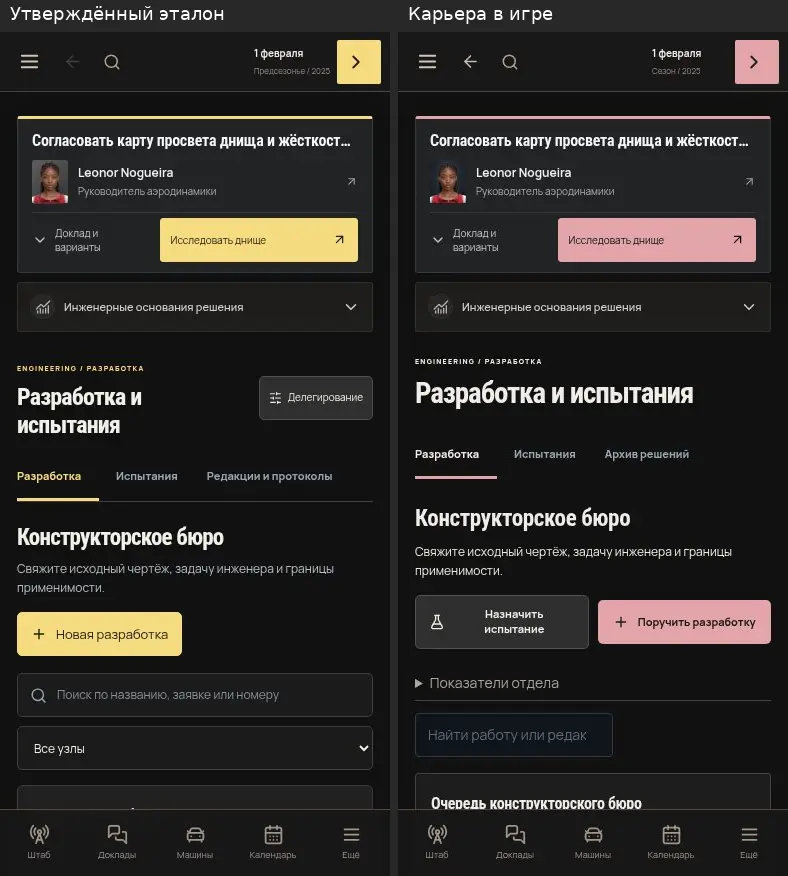 Утверждённый эталон
1 февраля
Предсезонье / 2025
Согласовать карту просвета днища и жёсткост...
Leonor Nogueira
Руководитель аэродинамики
Доклад и
варианты
Исследовать днище
Инженерные основания решения
ENGINEERING / РАЗРАБОТКА
Разработка и
испытания
Делегирование
Разработка
Испытания
Редакции и протоколы
Конструкторское бюро
Свяжите исходный чертёж, задачу инженера и границы
применимости.
Новая разработка
Поиск по названию, заявке или номеру
Все узлы
Штаб
Доклады
Машины
Календарь
Ещё
Карьера в игре
1 февраля
Сезон / 2025
Согласовать карту просвета днища и жёсткост...
Leonor Nogueira
Руководитель аэродинамики
Доклад и
варианты
Исследовать днище
Инженерные основания решения
ENGINEERING / РАЗРАБОТКА
Разработка и испытания
Разработка
Испытания
Архив решений
Конструкторское бюро
Свяжите исходный чертёж, задачу инженера и границы
применимости.
Назначить
испытание
Поручить разработку
Показатели отдела
Найти работу или редак
Очередь конструкторского бюро
Штаб
Доклады
Машины
Календарь
Ещё